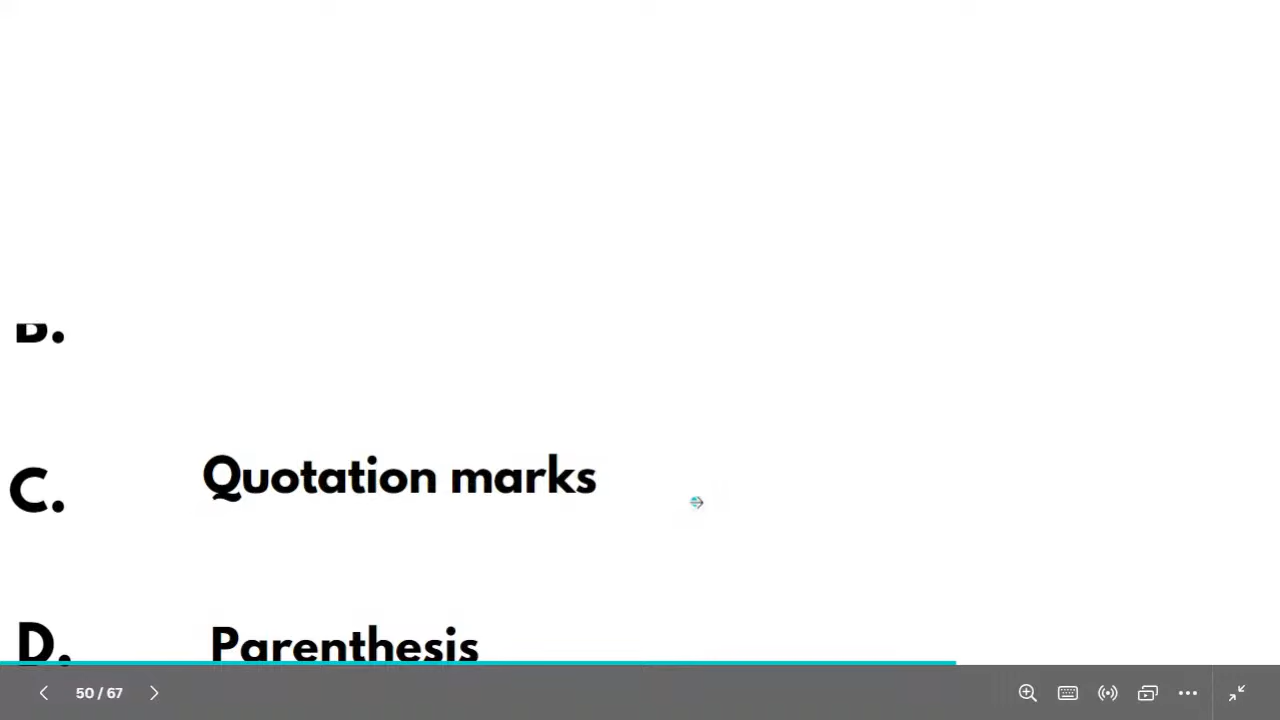 B.
C. Quotation marks
D. Parenthesis
50 / 67